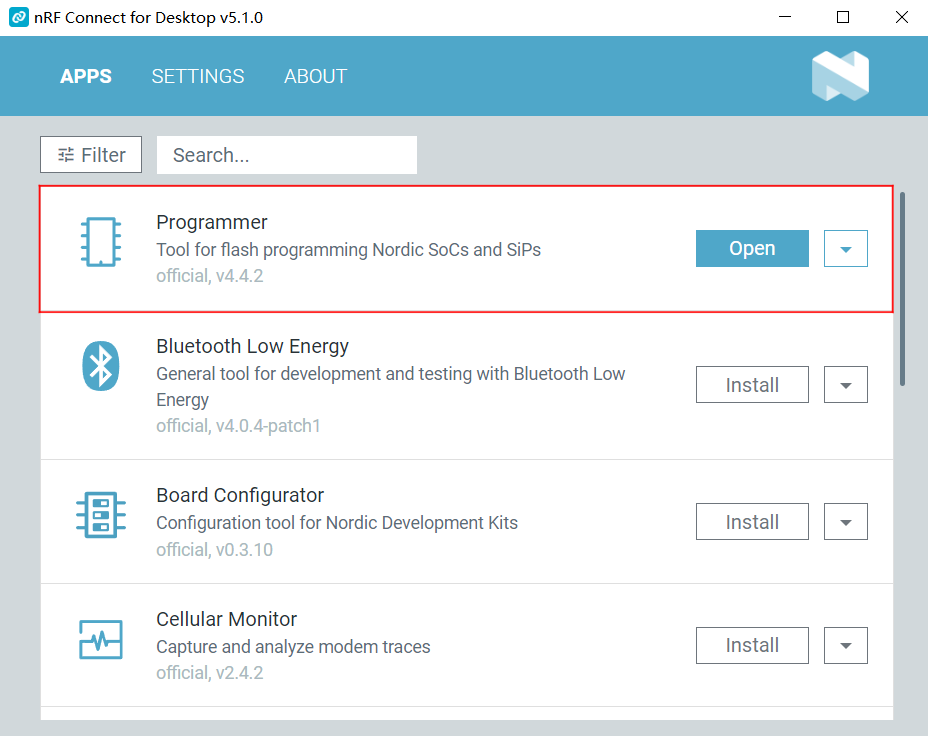 nRF Connect for Desktop v5.1.0
APPS SETTINGS ABOUT
Filter Search...
Programmer
Tool for flash programming Nordic SoCs and SiPs
official, v4.4.2
Open
Bluetooth Low Energy
General tool for development and testing with Bluetooth Low
Energy
official, v4.0.4-patch1
Install
Board Configurator
Configuration tool for Nordic Development Kits
official, v0.3.10
Install
Cellular Monitor
Capture and analyze modem traces
official, v2.4.2
Install